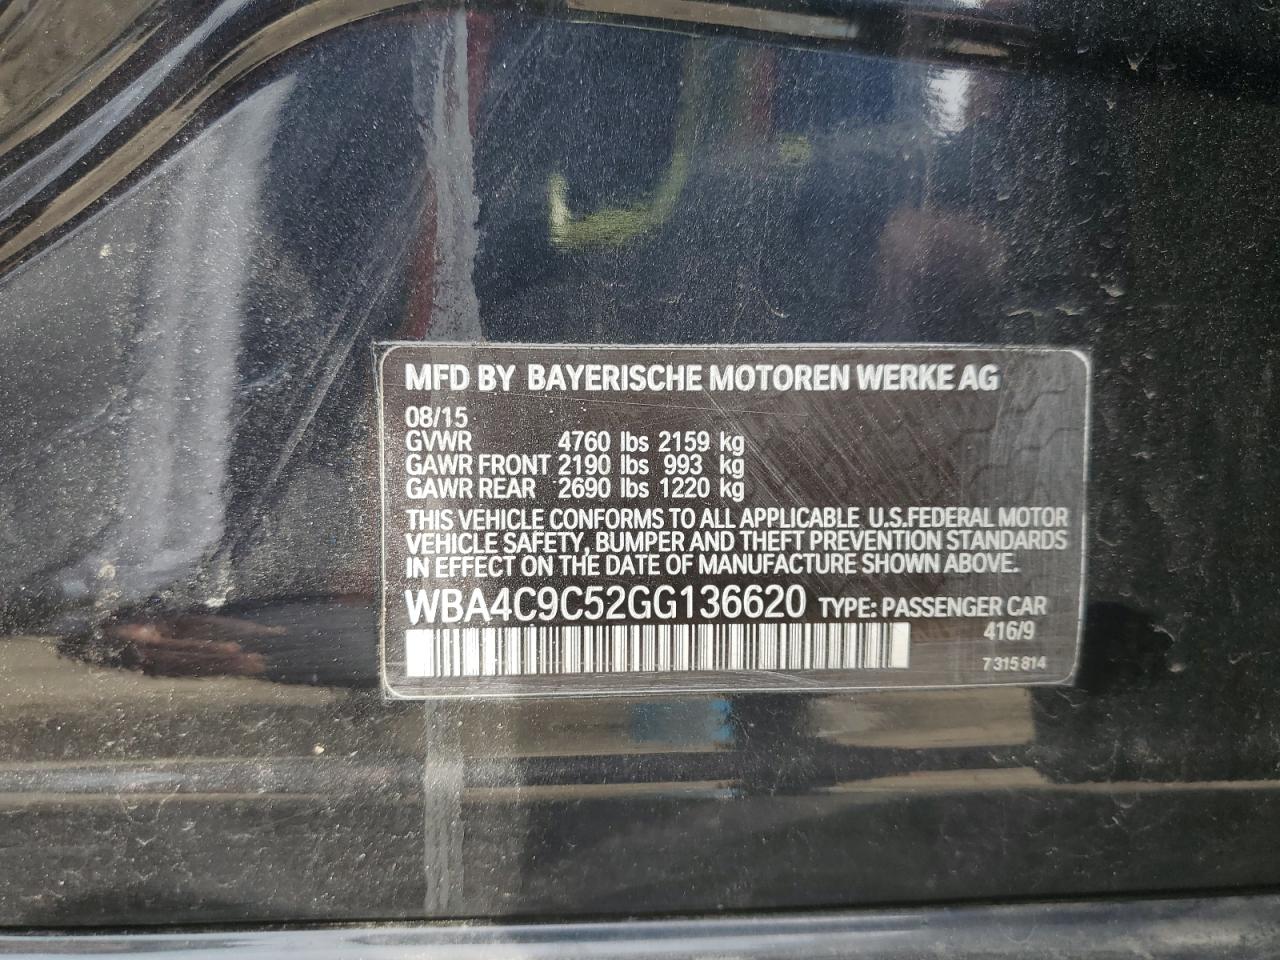 MFD BY BAYERISCHE MOTOREN WERKE AG
08/15
GVWR 4760 lbs 2159 kg
GAWR FRONT 2190 lbs 993 kg
GAWR REAR 2690 lbs 1220 kg
THIS VEHICLE CONFORMS TO ALL APPLICABLE U.S.FEDERAL MOTOR
VEHICLE SAFETY, BUMPER AND THEFT PREVENTION STANDARDS
IN EFFECT ON THE DATE OF MANUFACTURE SHOWN ABOVE.
WBA4C9C52GG136620 TYPE: PASSENGER CAR
416/9
7 315 814